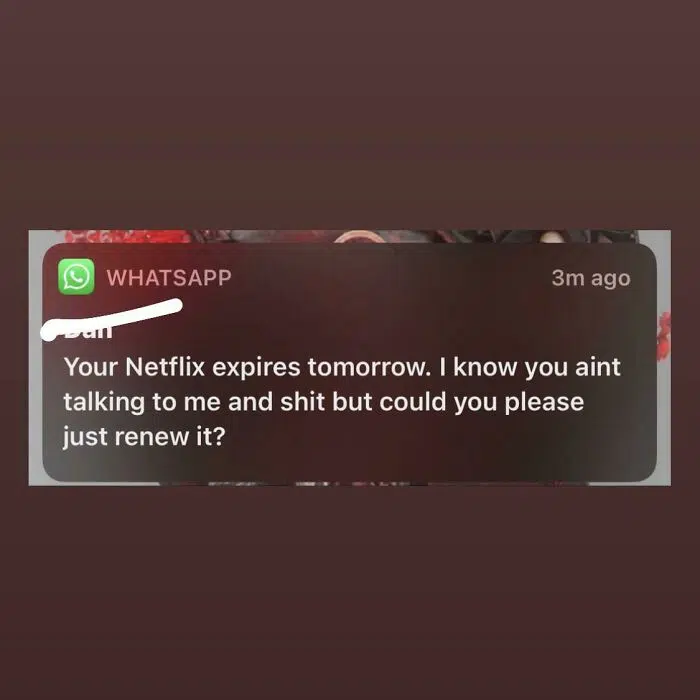 WHATSAPP
3m ago
Your Netflix expires tomorrow. I know you aint
talking to me and shit but could you please
just renew it?